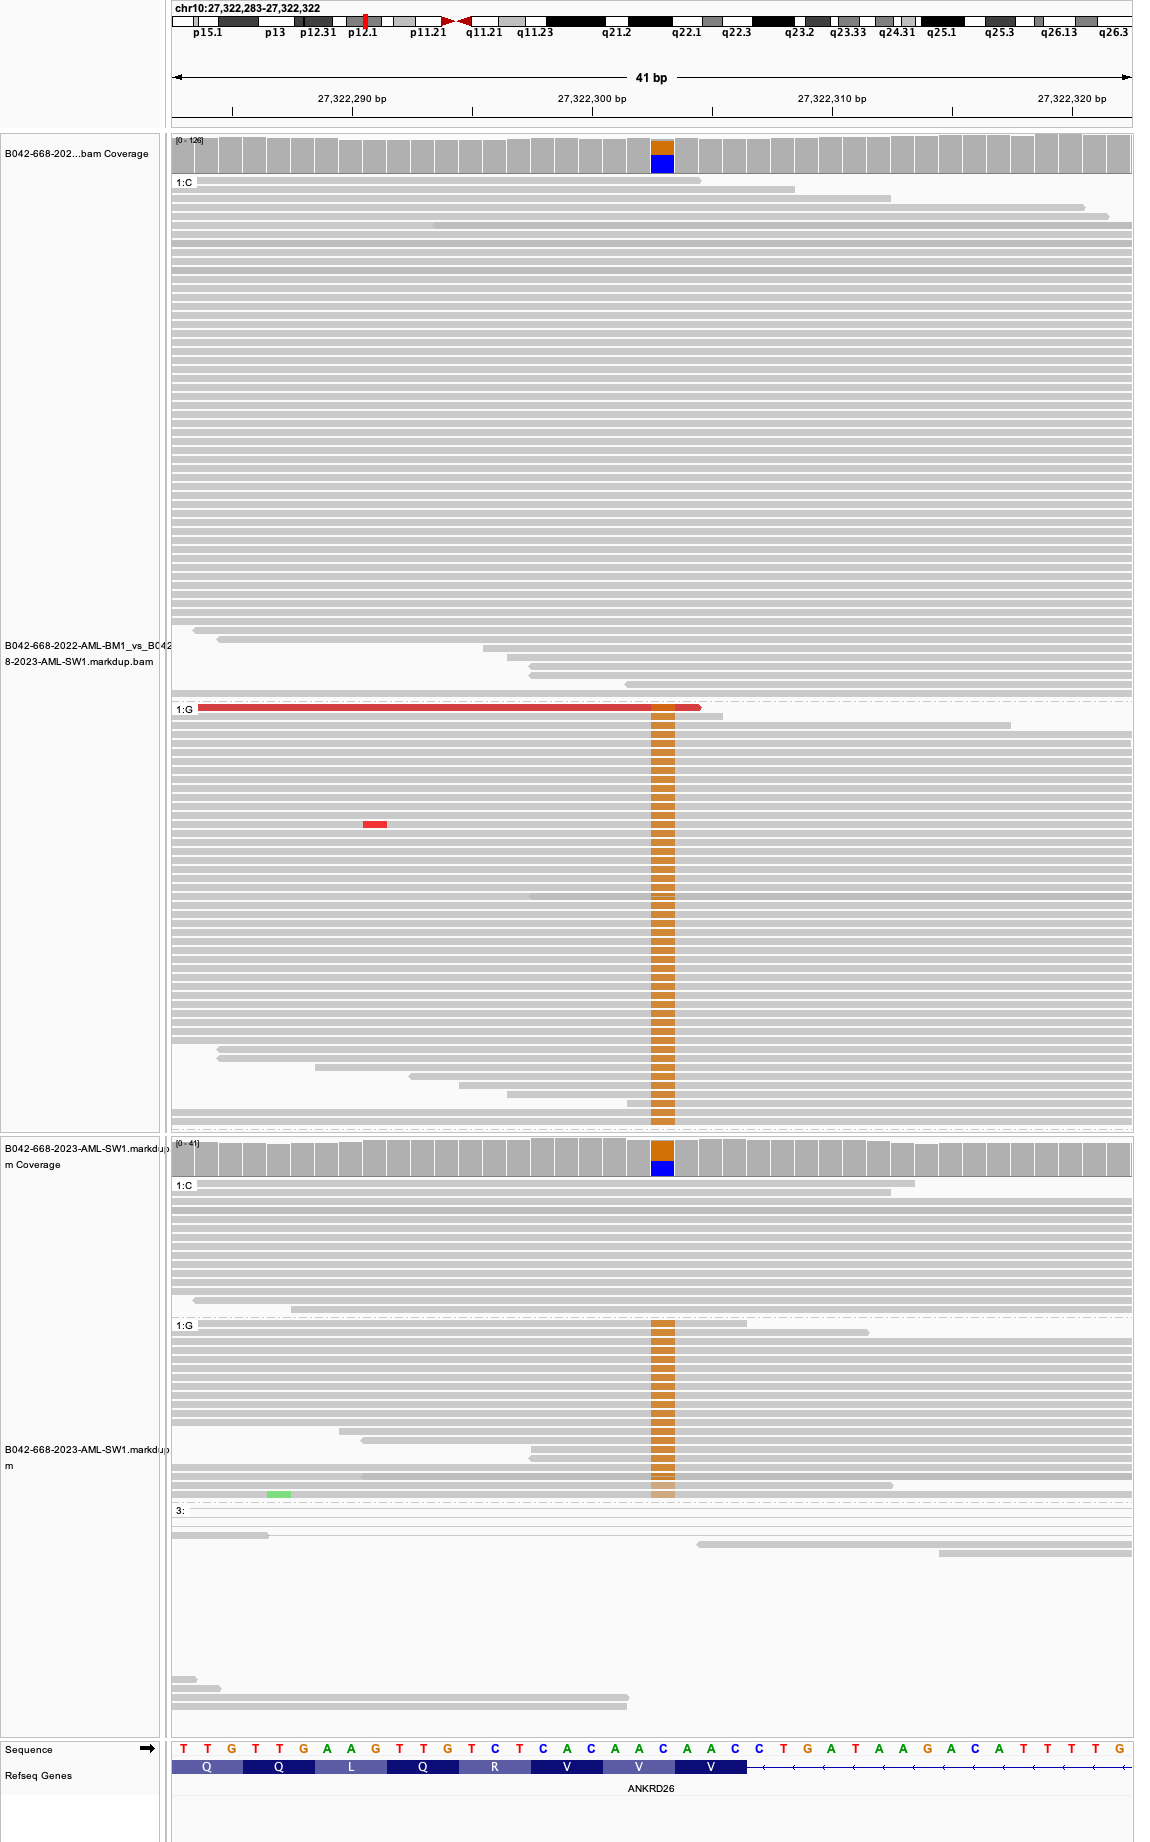 chr10:27,322,283-27,322,322
p15.1 p13 p12.31 p12.1 p11.21 q11.21 q11.23 q21.2 q22.1 q22.3 q23.2 q23.33 q24.31 q25.1 q25.3 q26.13 q26.3
41 bp
27,322,290 bp 27,322,300 bp 27,322,310 bp 27,322,320 bp
[0 - 126]
B042-668-202...bam Coverage
1:C
B042-668-2022-AML-BM1_vs_B042
8-2023-AML-SW1.markdup.bam
1:G
[0 - 41]
B042-668-2023-AML-SW1.markdup
m Coverage
1:C
1:G
B042-668-2023-AML-SW1.markdup
m
3:
Sequence T T G T T G A A G T T G T C T C A C A A C A A C C T G A T A A G A C A T T T T G
Q Q L Q R V V V
Refseq Genes
ANKRD26